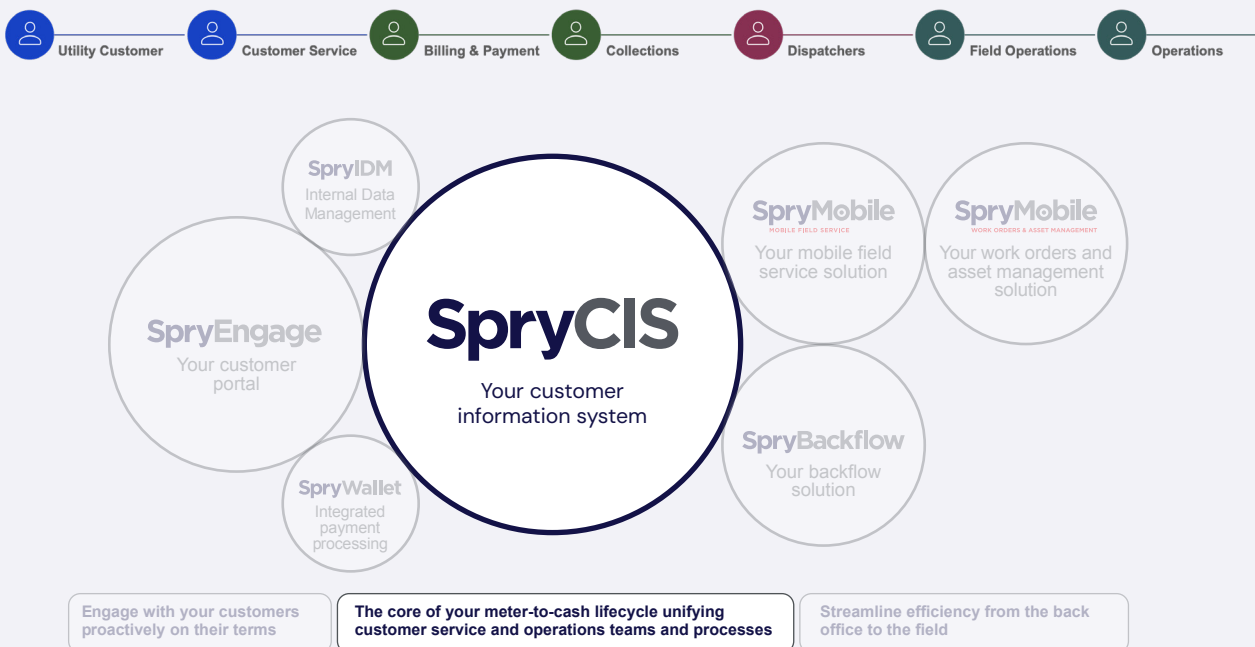 Utility Customer
Customer Service
Billing & Payment
Collections
Dispatchers
Field Operations
Operations
SpryIDM
Internal Data
Management
SpryEngage
Your customer
portal
SpryWallet
Integrated
payment
processing
SpryCIS
Your customer
information system
SpryMobile
MOBILE FIELD SERVICE
Your mobile field
service solution
SpryMobile
WORK ORDERS & ASSET MANAGEMENT
Your work orders and
asset management
solution
SpryBackflow
Your backflow
solution
Engage with your customers
proactively on their terms
The core of your meter-to-cash lifecycle unifying
customer service and operations teams and processes
Streamline efficiency from the back
office to the field